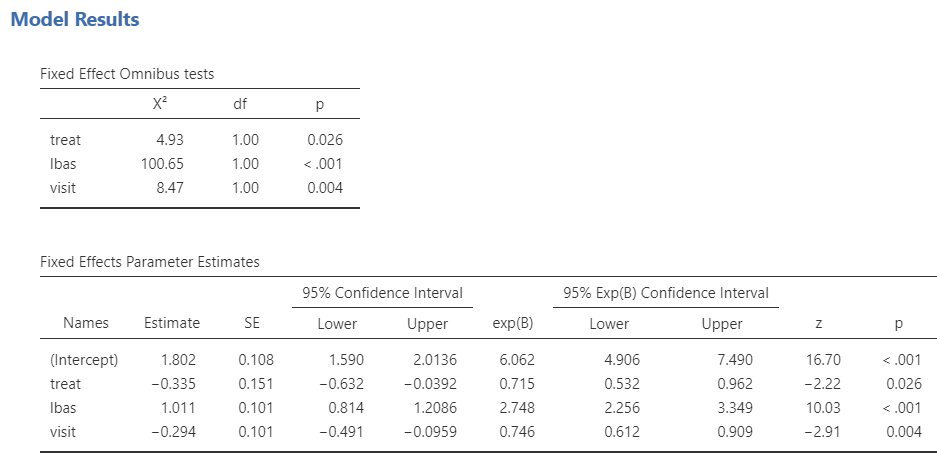 Model Results
Fixed Effect Omnibus tests
X² df p
treat 4.93 1.00 0.026
lbas 100.65 1.00 < .001
visit 8.47 1.00 0.004
Fixed Effects Parameter Estimates
95% Confidence Interval 95% Exp(B) Confidence Interval
Names Estimate SE Lower Upper exp(B) Lower Upper z p
(Intercept) 1.802 0.108 1.590 2.0136 6.062 4.906 7.490 16.70 < .001
treat −0.335 0.151 −0.632 −0.0392 0.715 0.532 0.962 −2.22 0.026
lbas 1.011 0.101 0.814 1.2086 2.748 2.256 3.349 10.03 < .001
visit −0.294 0.101 −0.491 −0.0959 0.746 0.612 0.909 −2.91 0.004